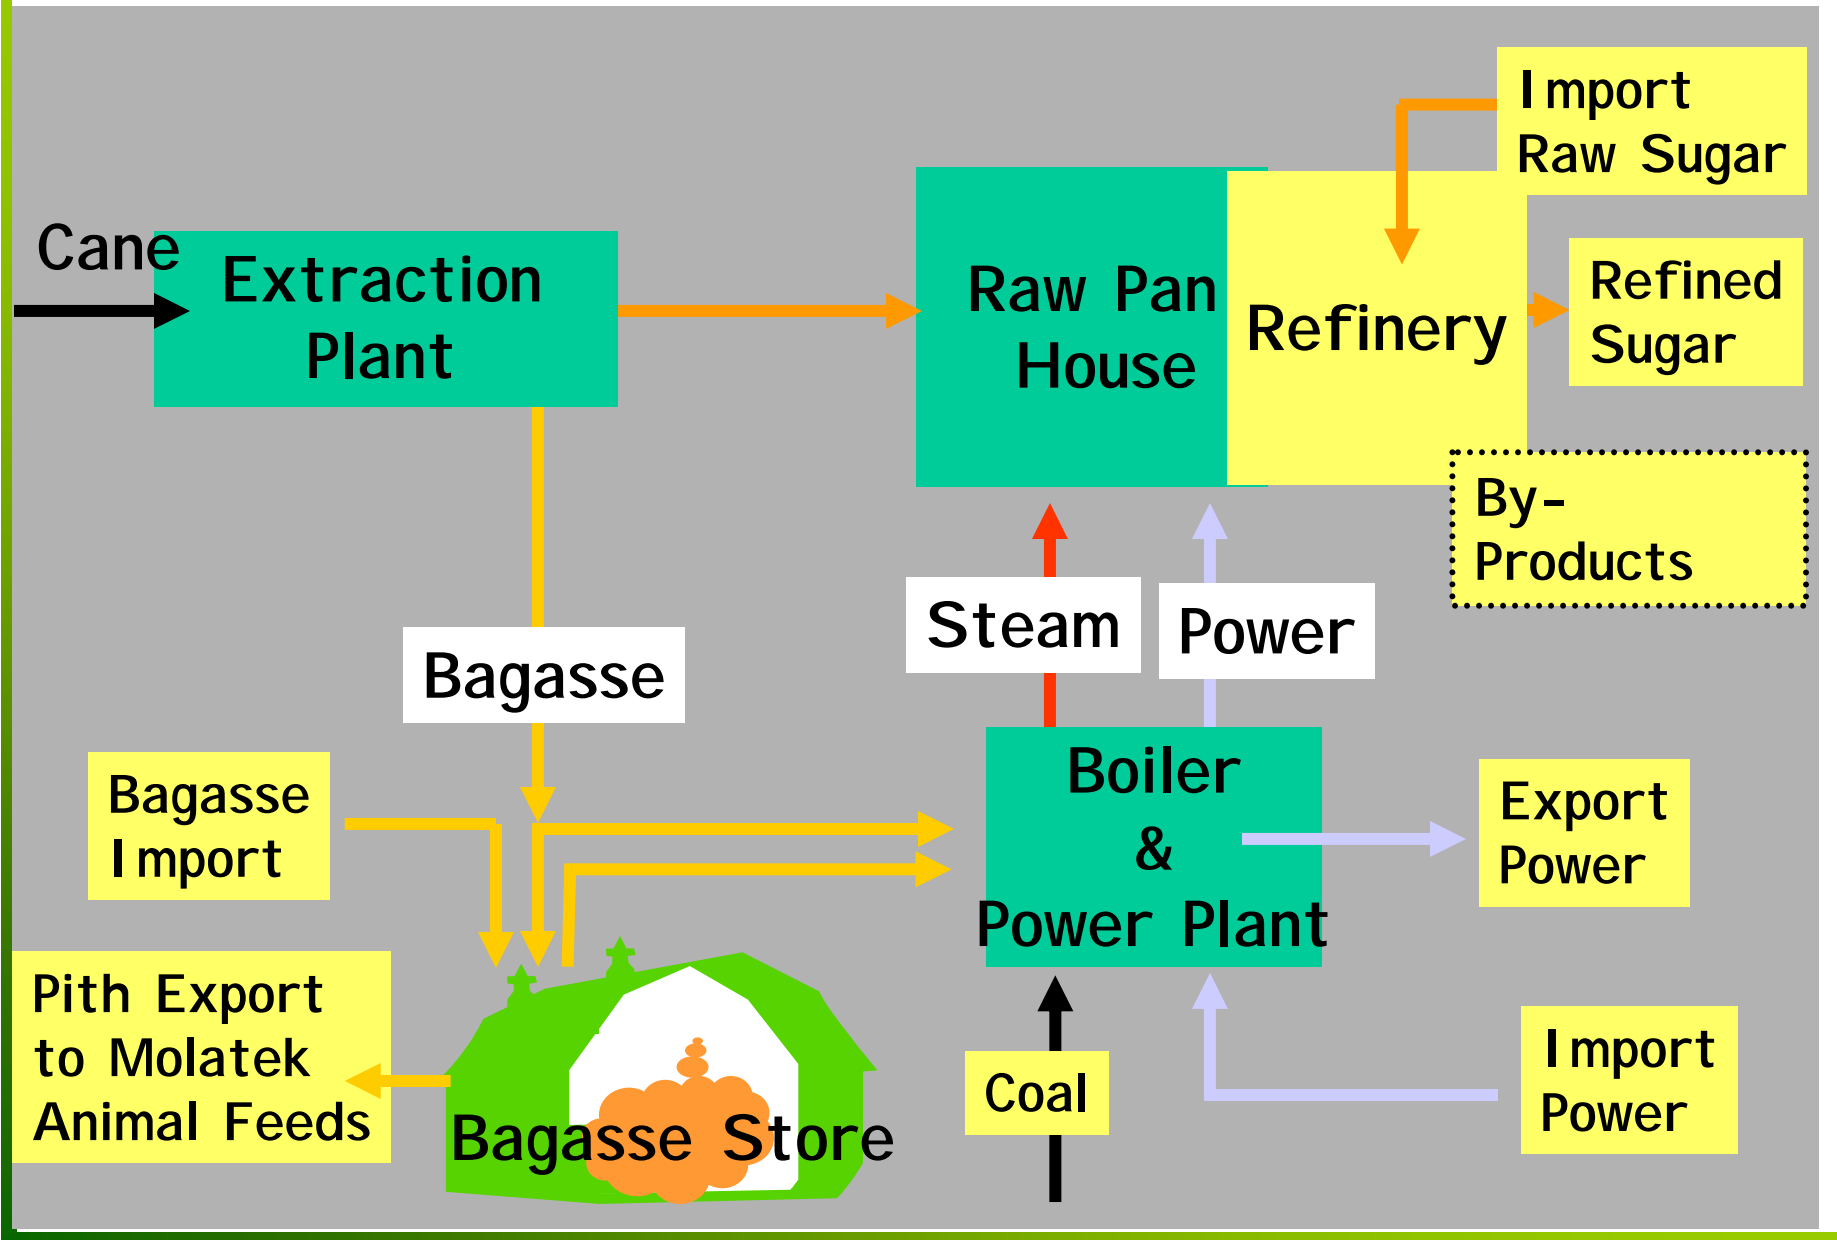 Import
Raw Sugar
Cane
Extraction
Plant
Raw Pan
House
Refinery
Refined
Sugar
By-
Products
Steam
Power
Bagasse
Boiler
&
Power Plant
Bagasse
Import
Export
Power
Pith Export
to Molatek
Animal Feeds
Bagasse Store
Coal
Import
Power